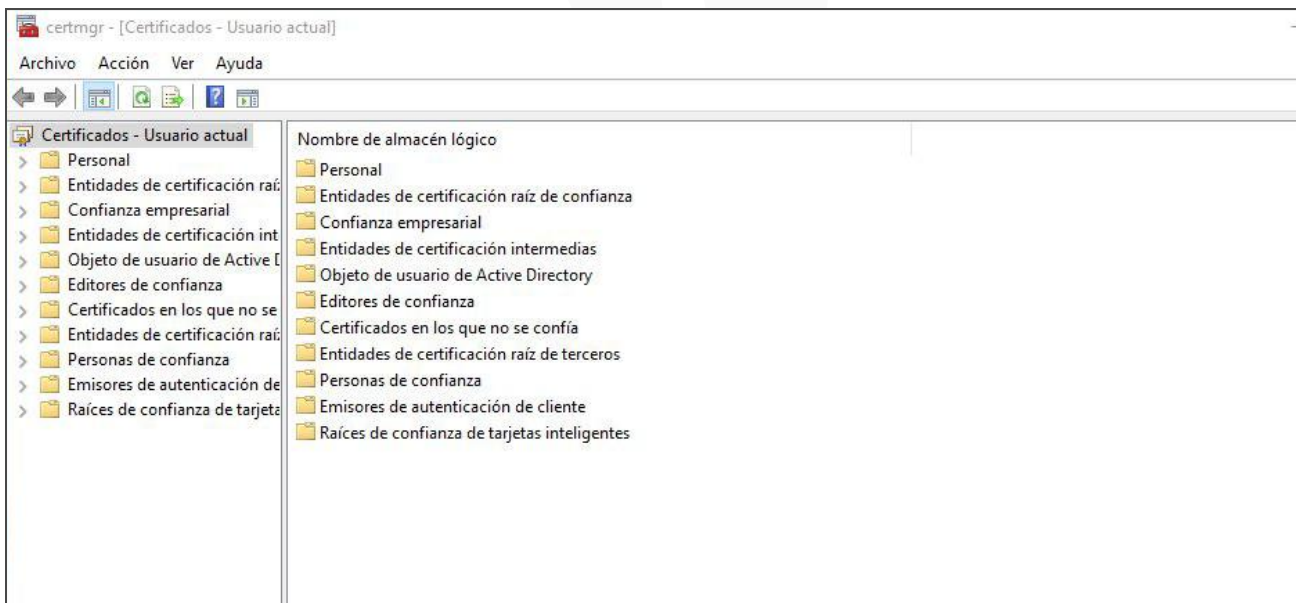 certmgr - [Certificados - Usuario actual]
Archivo Acción Ver Ayuda
Certificados - Usuario actual
Personal
Entidades de certificación raí
Confianza empresarial
Entidades de certificación int
Objeto de usuario de Active
Editores de confianza
Certificados en los que no se
Entidades de certificación raí
Personas de confianza
Emisores de autenticación de
Raíces de confianza de tarjeta
Nombre de almacén lógico
Personal
Entidades de certificación raíz de confianza
Confianza empresarial
Entidades de certificación intermedias
Objeto de usuario de Active Directory
Editores de confianza
Certificados en los que no se confía
Entidades de certificación raíz de terceros
Personas de confianza
Emisores de autenticación de cliente
Raíces de confianza de tarjetas inteligentes